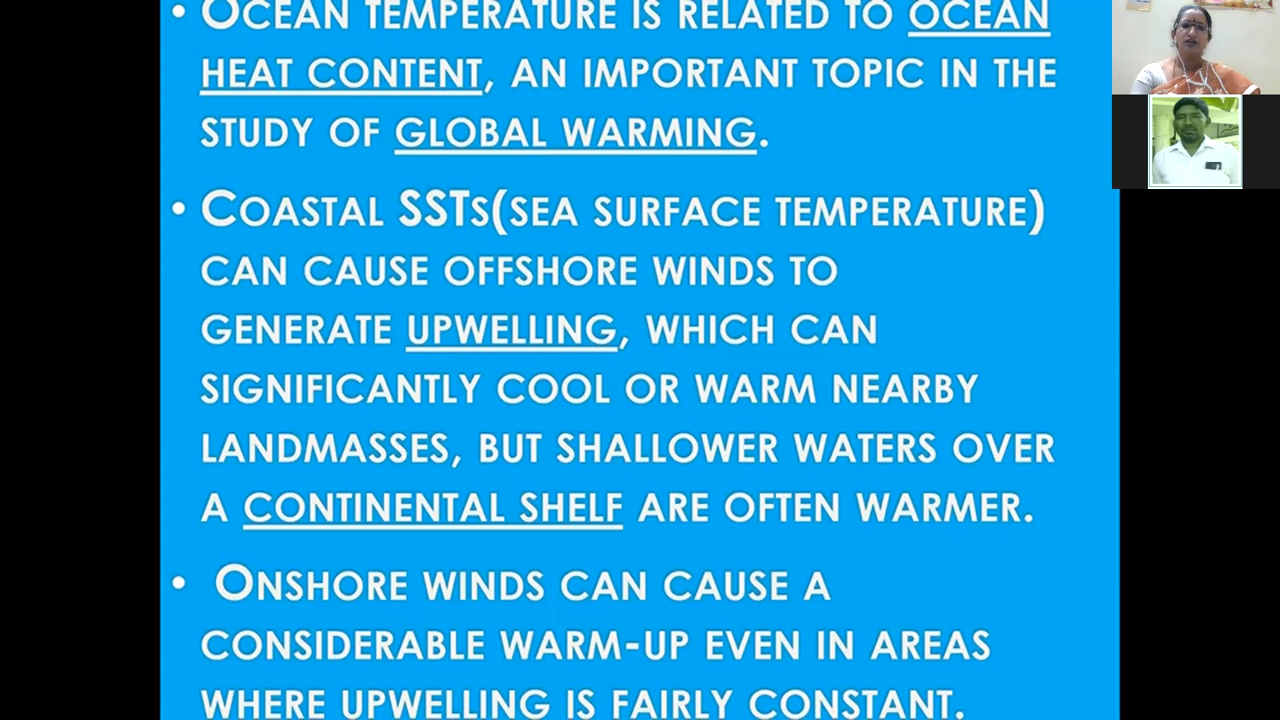 • OCEAN TEMPERATURE IS RELATED TO OCEAN
HEAT CONTENT, AN IMPORTANT TOPIC IN THE
STUDY OF GLOBAL WARMING.
• COASTAL SSTS(SEA SURFACE TEMPERATURE)
CAN CAUSE OFFSHORE WINDS TO
GENERATE UPWELLING, WHICH CAN
SIGNIFICANTLY COOL OR WARM NEARBY
LANDMASSES, BUT SHALLOWER WATERS OVER
A CONTINENTAL SHELF ARE OFTEN WARMER.
• ONSHORE WINDS CAN CAUSE A
CONSIDERABLE WARM-UP EVEN IN AREAS
WHERE UPWELLING IS FAIRLY CONSTANT.